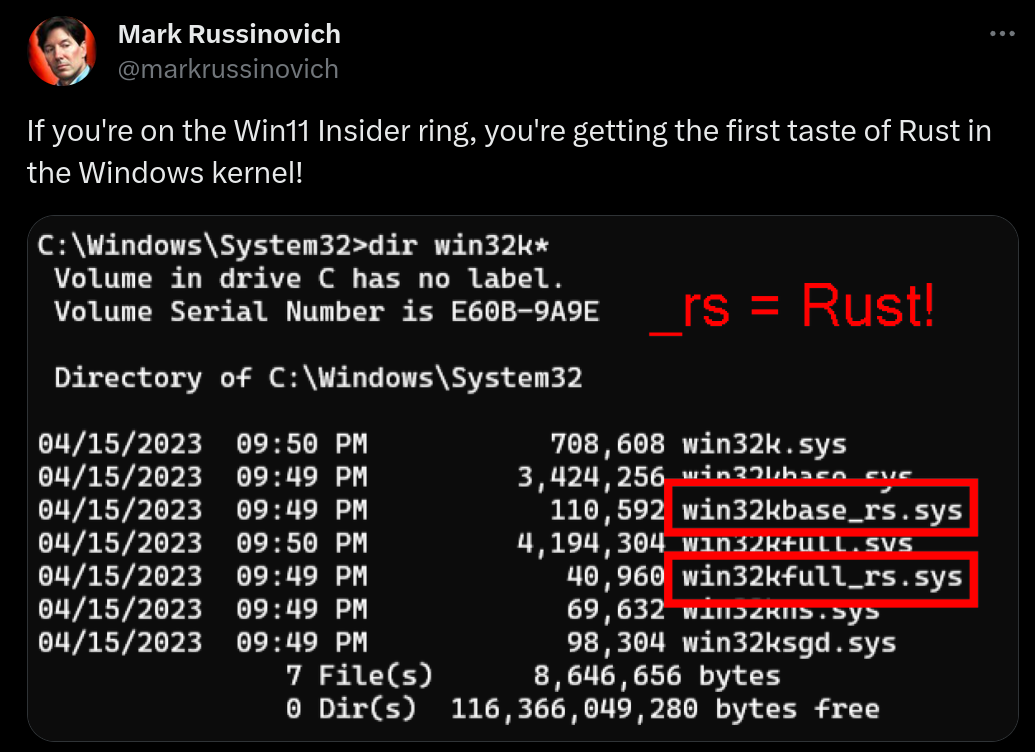 Mark Russinovich
@markrussinovich
If you're on the Win11 Insider ring, you're getting the first taste of Rust in
the Windows kernel!
C:\Windows\System32>dir win32k*
Volume in drive C has no label.
Volume Serial Number is E60B-9A9E
_rs = Rust!
Directory of C:\Windows\System32
04/15/2023 09:50 PM 708,608 win32k.sys
04/15/2023 09:49 PM 3,424,256 win32kbase.sys
04/15/2023 09:49 PM 110,592 win32kbase_rs.sys
04/15/2023 09:50 PM 4,194,304 win32kfull.sys
04/15/2023 09:49 PM 40,960 win32kfull_rs.sys
04/15/2023 09:49 PM 69,632 win32kns.sys
04/15/2023 09:49 PM 98,304 win32ksgd.sys
7 File(s) 8,646,656 bytes
0 Dir(s) 116,366,049,280 bytes free